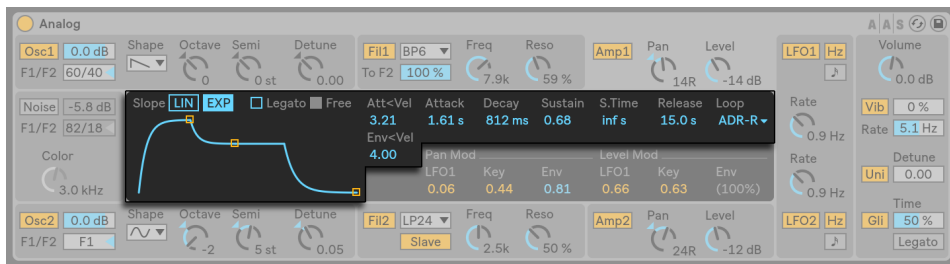 Analog AAS
Osc1 0.0 dB Shape Octave Semi Detune Fil1 BP6 Freq Reso Amp1 Pan Level LFO1 Hz Volume
F1/F2 60/40 0 0 st 0.00 To F2 100 % 7.9k 59 % 14R -14 dB 0.0 dB
Noise -5.8 dB Slope LIN EXP Legato Free Att<Vel Attack Decay Sustain S.Time Release Loop Rate Vib 0 %
F1/F2 82/18 3.21 1.61 s 812 ms 0.68 inf s 15.0 s ADR-R 0.9 Hz Rate 5.1 Hz
Env<Vel
Color 4.00 Pan Mod Level Mod Rate Detune
LFO1 Key Env LFO1 Key Env Uni 0.00
3.0 kHz 0.06 0.44 0.81 0.66 0.63 (100%) 0.9 Hz
Osc2 0.0 dB Shape Octave Semi Detune Fil2 LP24 Freq Reso Amp2 Pan Level LFO2 Hz Time
Gli 50 %
F1/F2 F1 -2 5 st 0.05 Slave 2.5k 50 % 24R -12 dB Legato